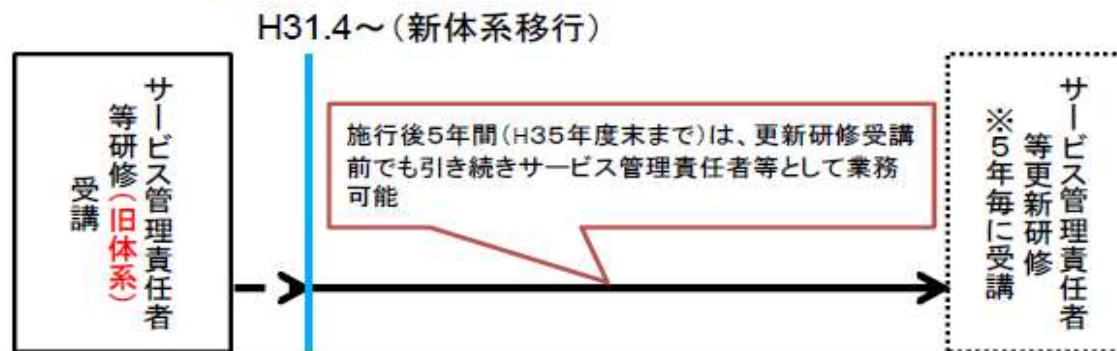 H31.4～（新体系移行）
サービス管理責任者
等研修（旧体系）
受講
施行後5年間（H35年度末まで）は、更新研修受講
前でも引き続きサービス管理責任者等として業務
可能
サービス管理責任者
等更新研修
※５年毎に受講